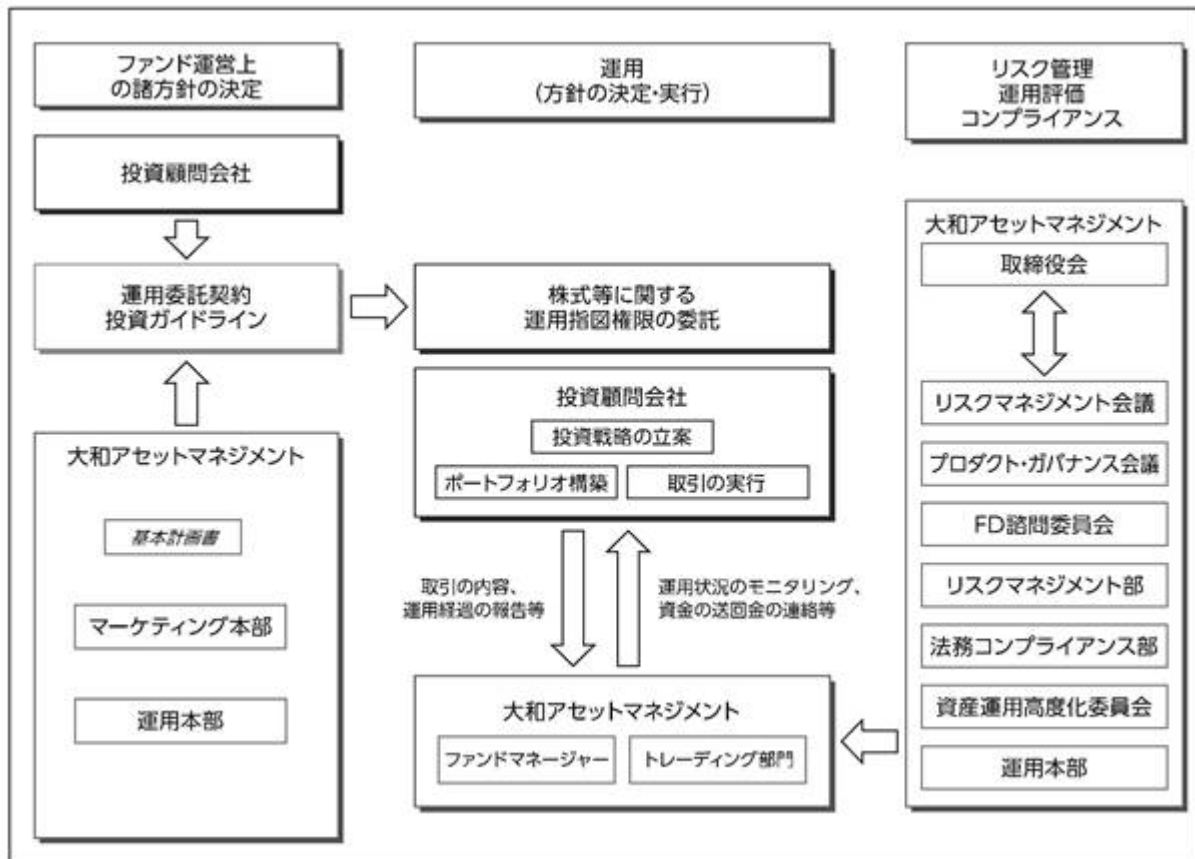 ファンド運営上
の諸方針の決定
運用
(方針の決定・実行)
リスク管理
運用評価
コンプライアンス
投資顧問会社
運用委託契約
投資ガイドライン
大和アセットマネジメント
基本計画書
マーケティング本部
運用本部
株式等に関する
運用指図権限の委託
投資顧問会社
投資戦略の立案
ポートフォリオ構築
取引の実行
取引の内容、
運用経過の報告等
運用状況のモニタリング、
資金の送回金の連絡等
大和アセットマネジメント
ファンドマネージャー
トレーディング部門
大和アセットマネジメント
取締役会
リスクマネジメント会議
プロダクト・ガバナンス会議
FD諮問委員会
リスクマネジメント部
法務コンプライアンス部
資産運用高度化委員会
運用本部